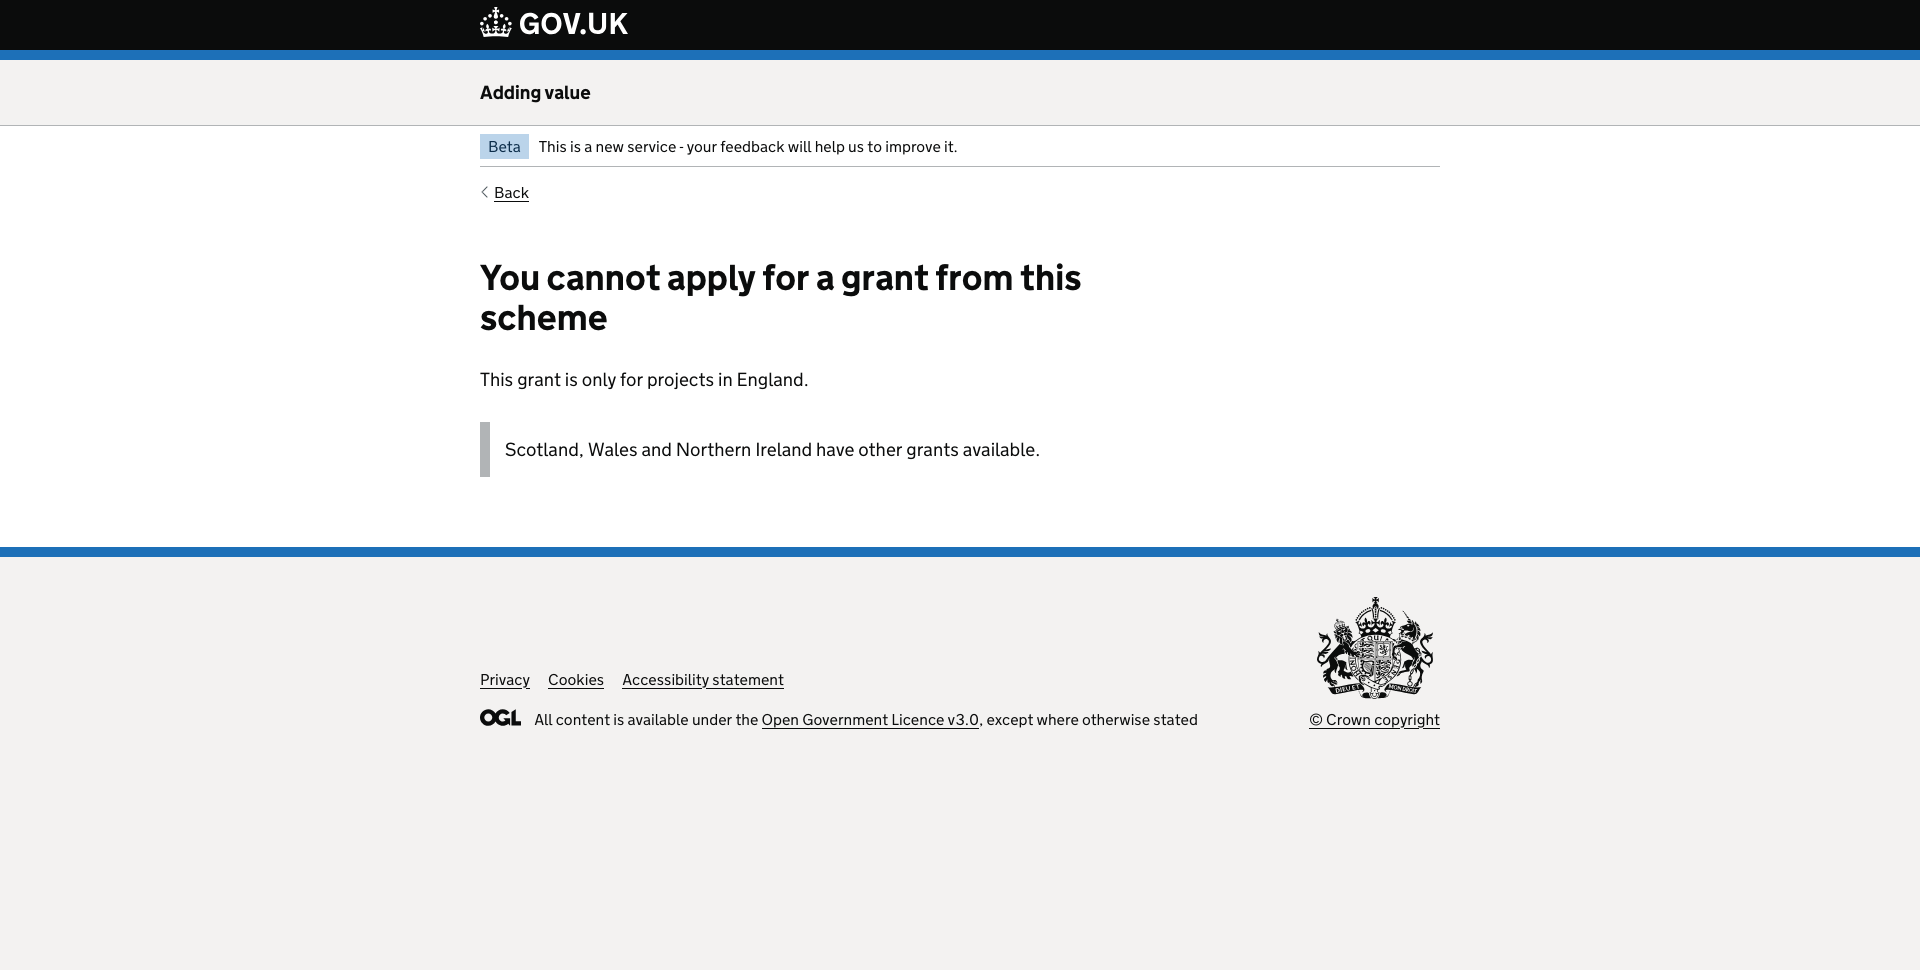 GOV.UK
Adding value
Beta This is a new service - your feedback will help us to improve it.
Back
You cannot apply for a grant from this
scheme
This grant is only for projects in England.
Scotland, Wales and Northern Ireland have other grants available.
Privacy Cookies Accessibility statement
OGL All content is available under the Open Government Licence v3.0, except where otherwise stated
© Crown copyright